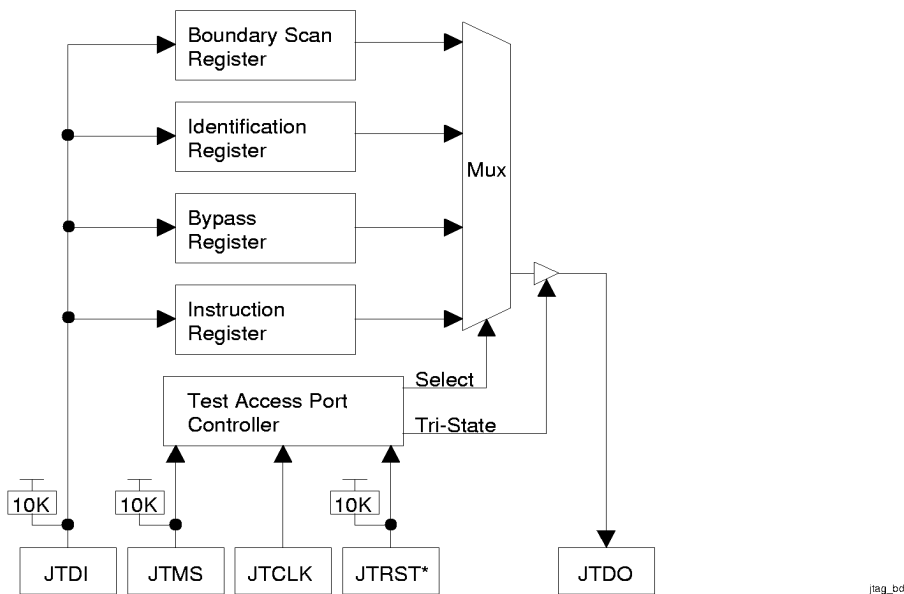 Boundary Scan
Register
Identification
Register
Mux
Bypass
Register
Instruction
Register
Select
Test Access Port
Controller
Tri-State
10K
10K
10K
JTDI
JTMS
JTCLK
JTRST*
JTDO
jtag_bd